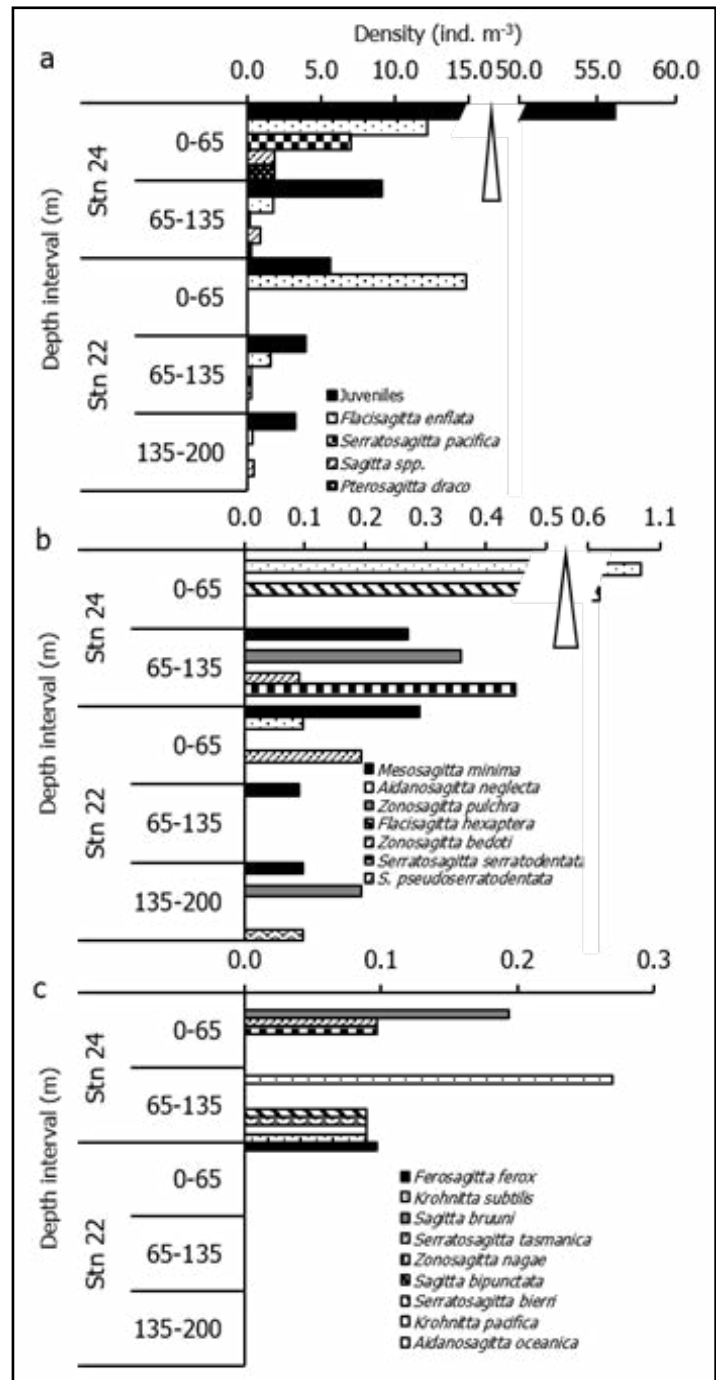 Density (ind. m-3)
a
0.0 5.0 10.0 15.0 50.0 55.0 60.0
Depth interval (m)
Stn 24
0-65
65-135
Stn 22
0-65
65-135
135-200
Juveniles
Flacisagitta enflata
Serratosagitta pacifica
Sagitta spp.
Pterosagitta draco
b
0.0 0.1 0.2 0.3 0.4 0.5 0.6 1.1
Depth interval (m)
Stn 24
0-65
65-135
Stn 22
0-65
65-135
135-200
Mesosagitta minima
Aidanosagitta neglecta
Zonosagitta pulchra
Flacisagitta hexaptera
Zonosagitta bedoti
Serratosagitta serratodentata
S. pseudoserratodentata
c
0.0 0.1 0.2 0.3
Depth interval (m)
Stn 24
0-65
65-135
Stn 22
0-65
65-135
135-200
Ferosagitta ferox
Krohnitta subtilis
Sagitta bruuni
Serratosagitta tasmanica
Zonosagitta nagae
Sagitta bipunctata
Serratosagitta bierri
Krohnitta pacifica
Aidanosagitta oceanica